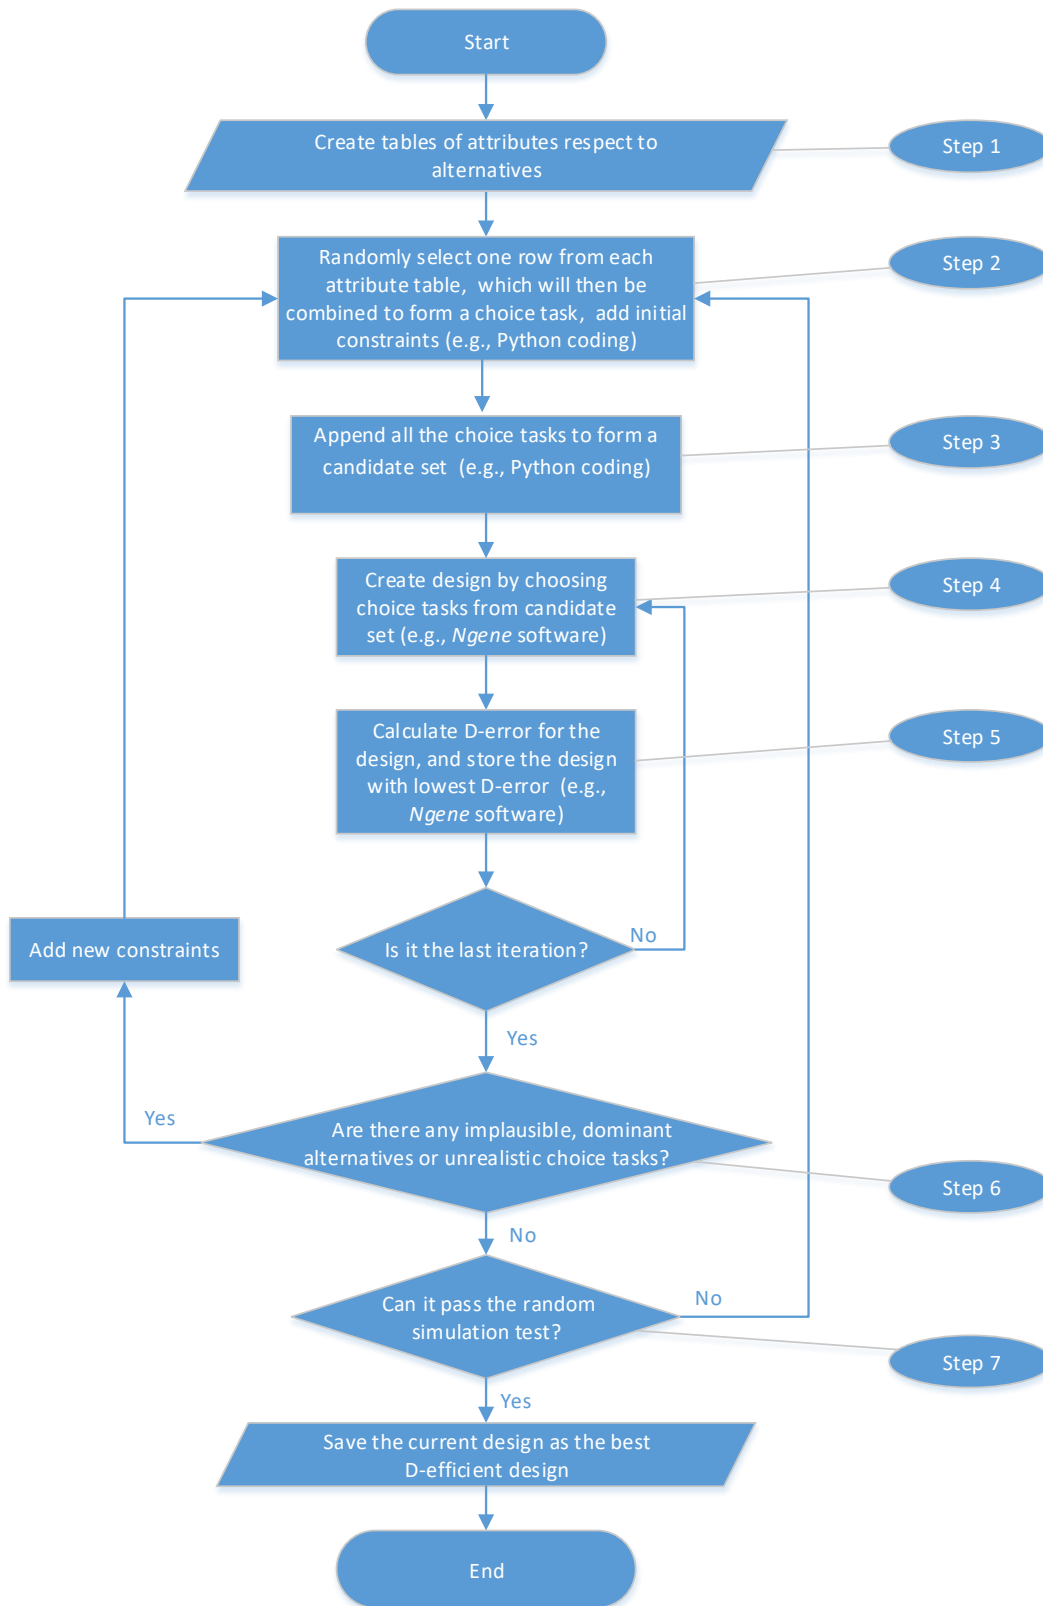 Start
Create tables of attributes respect to
alternatives
Step 1
Randomly select one row from each
attribute table, which will then be
combined to form a choice task, add initial
constraints (e.g., Python coding)
Step 2
Append all the choice tasks to form a
candidate set (e.g., Python coding)
Step 3
Create design by choosing
choice tasks from candidate
set (e.g., Ngene software)
Step 4
Calculate D-error for the
design, and store the design
with lowest D-error (e.g.,
Ngene software)
Step 5
Is it the last iteration?
No
Add new constraints
Yes
Yes
Are there any implausible, dominant
alternatives or unrealistic choice tasks?
Step 6
No
Can it pass the random
simulation test?
No
Step 7
Yes
Save the current design as the best
D-efficient design
End